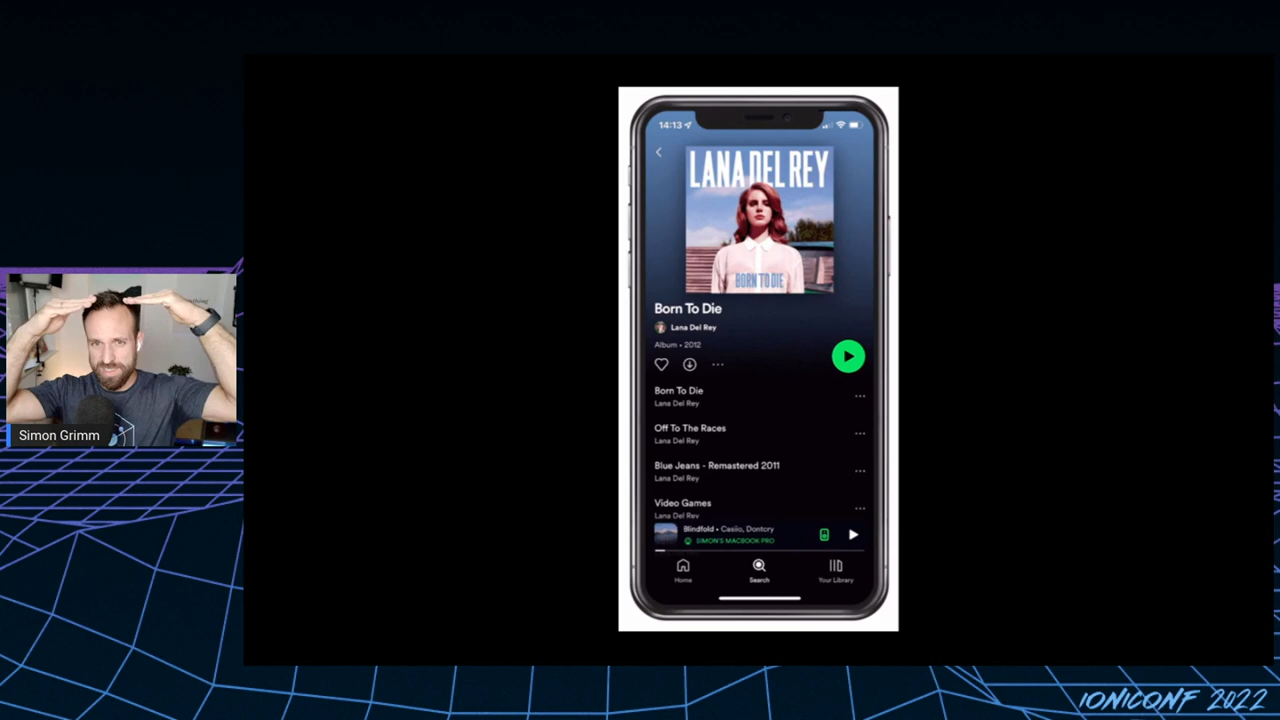 14:13
LANA DEL REY
BORN TO DIE
Born To Die
Lana Del Rey
Album • 2012
Born To Die
Lana Del Rey
Off To The Races
Lana Del Rey
Blue Jeans - Remastered 2011
Lana Del Rey
Video Games
Lana Del Rey
Blindfold • Casiio, Dontcry
SIMON'S MACBOOK PRO
Home
Search
Your Library
Simon Grimm
IONICONF 2022